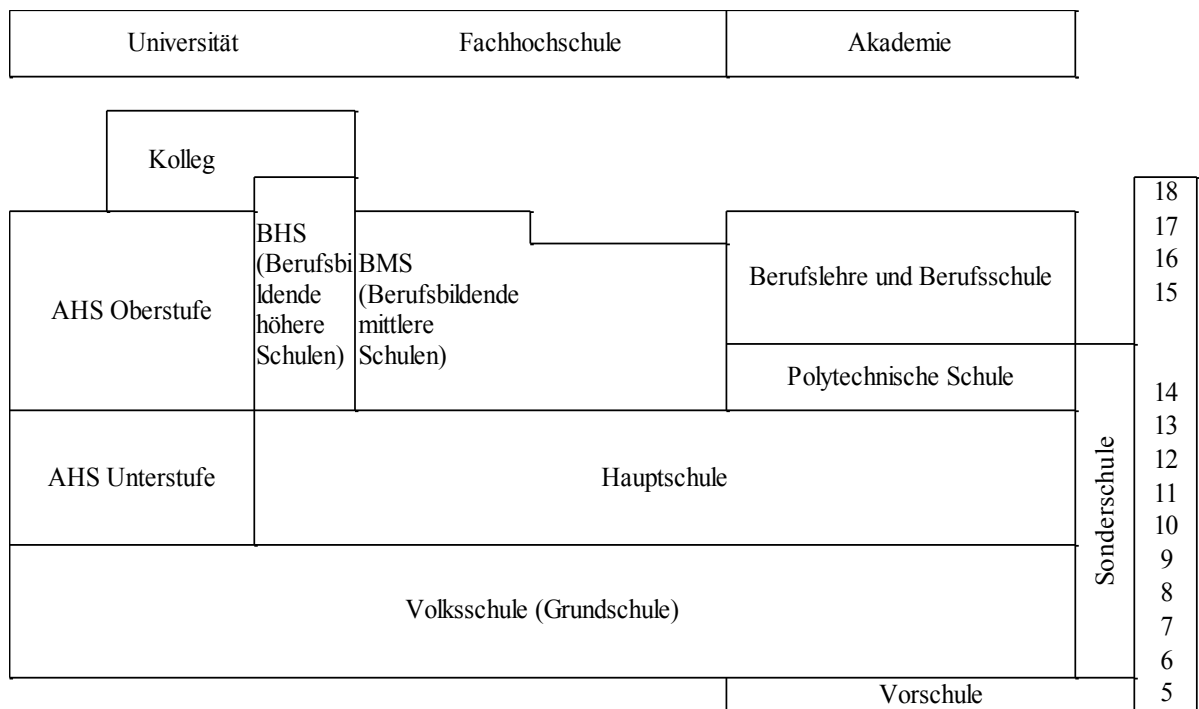 Universität
Fachhochschule
Akademie
Kolleg
BHS
(Berufsbi
ldende
höhere
Schulen)
BMS
(Berufsbildende
mittlere
Schulen)
AHS Oberstufe
Berufslehre und Berufsschule
Polytechnische Schule
AHS Unterstufe
Hauptschule
Volksschule (Grundschule)
Vorschule
Sonderschule
18
17
16
15
14
13
12
11
10
9
8
7
6
5